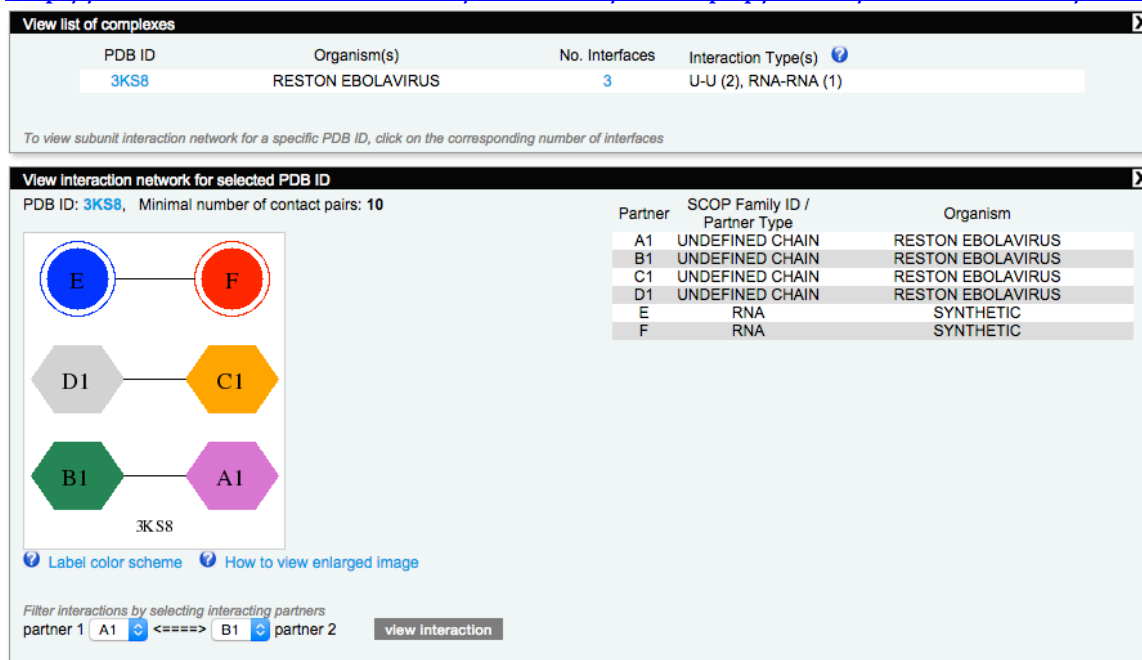 View list of complexes X
PDB ID Organism(s) No. Interfaces Interaction Type(s) ?
3KS8 RESTON EBOLAVIRUS 3 U-U (2), RNA-RNA (1)
To view subunit interaction network for a specific PDB ID, click on the corresponding number of interfaces
View interaction network for selected PDB ID X
PDB ID: 3KS8, Minimal number of contact pairs: 10
E F
D1 C1
B1 A1
3KS8
Partner SCOP Family ID / Partner Type Organism
A1 UNDEFINED CHAIN RESTON EBOLAVIRUS
B1 UNDEFINED CHAIN RESTON EBOLAVIRUS
C1 UNDEFINED CHAIN RESTON EBOLAVIRUS
D1 UNDEFINED CHAIN RESTON EBOLAVIRUS
E RNA SYNTHETIC
F RNA SYNTHETIC
? Label color scheme ? How to view enlarged image
Filter interactions by selecting interacting partners
partner 1 A1 <====> B1 partner 2 view interaction